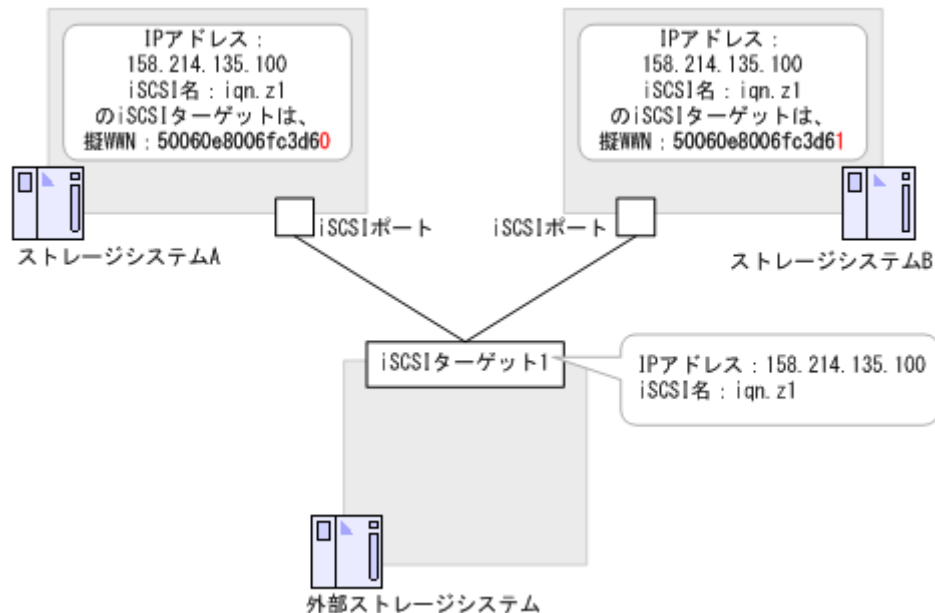 IPアドレス：
158.214.135.100
iSCSI名：iqn.z1
のiSCSIターゲットは、
擬WWN：50060e8006fc3d60
IPアドレス：
158.214.135.100
iSCSI名：iqn.z1
のiSCSIターゲットは、
擬WWN：50060e8006fc3d61
iSCSIポート
iSCSIポート
ストレージシステムA
ストレージシステムB
iSCSIターゲット1
IPアドレス：158.214.135.100
iSCSI名：iqn.z1
外部ストレージシステム